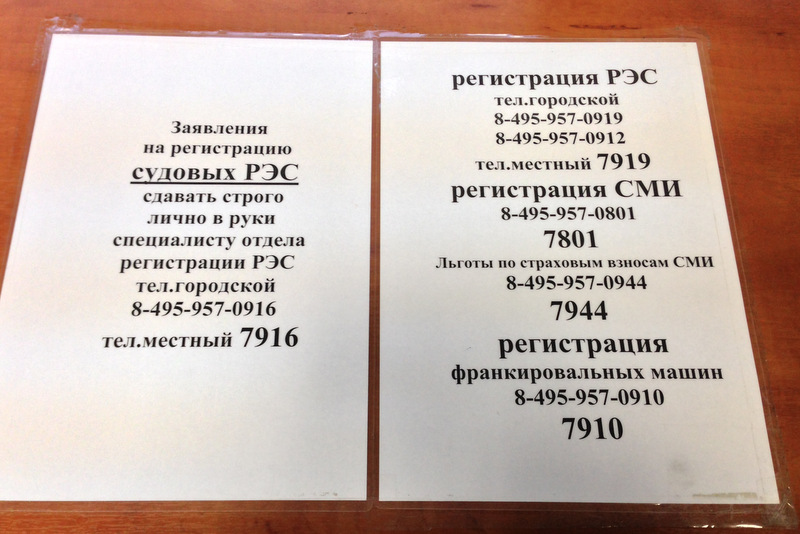 Заявления
на регистрацию
судовых РЭС
сдавать строго
лично в руки
специалисту отдела
регистрации РЭС
тел.городской
8-495-957-0916
тел.местный 7916
регистрация РЭС
тел.городской
8-495-957-0919
8-495-957-0912
тел.местный 7919
регистрация СМИ
8-495-957-0801
7801
Льготы по страховым взносам СМИ
8-495-957-0944
7944
регистрация
франкировальных машин
8-495-957-0910
7910